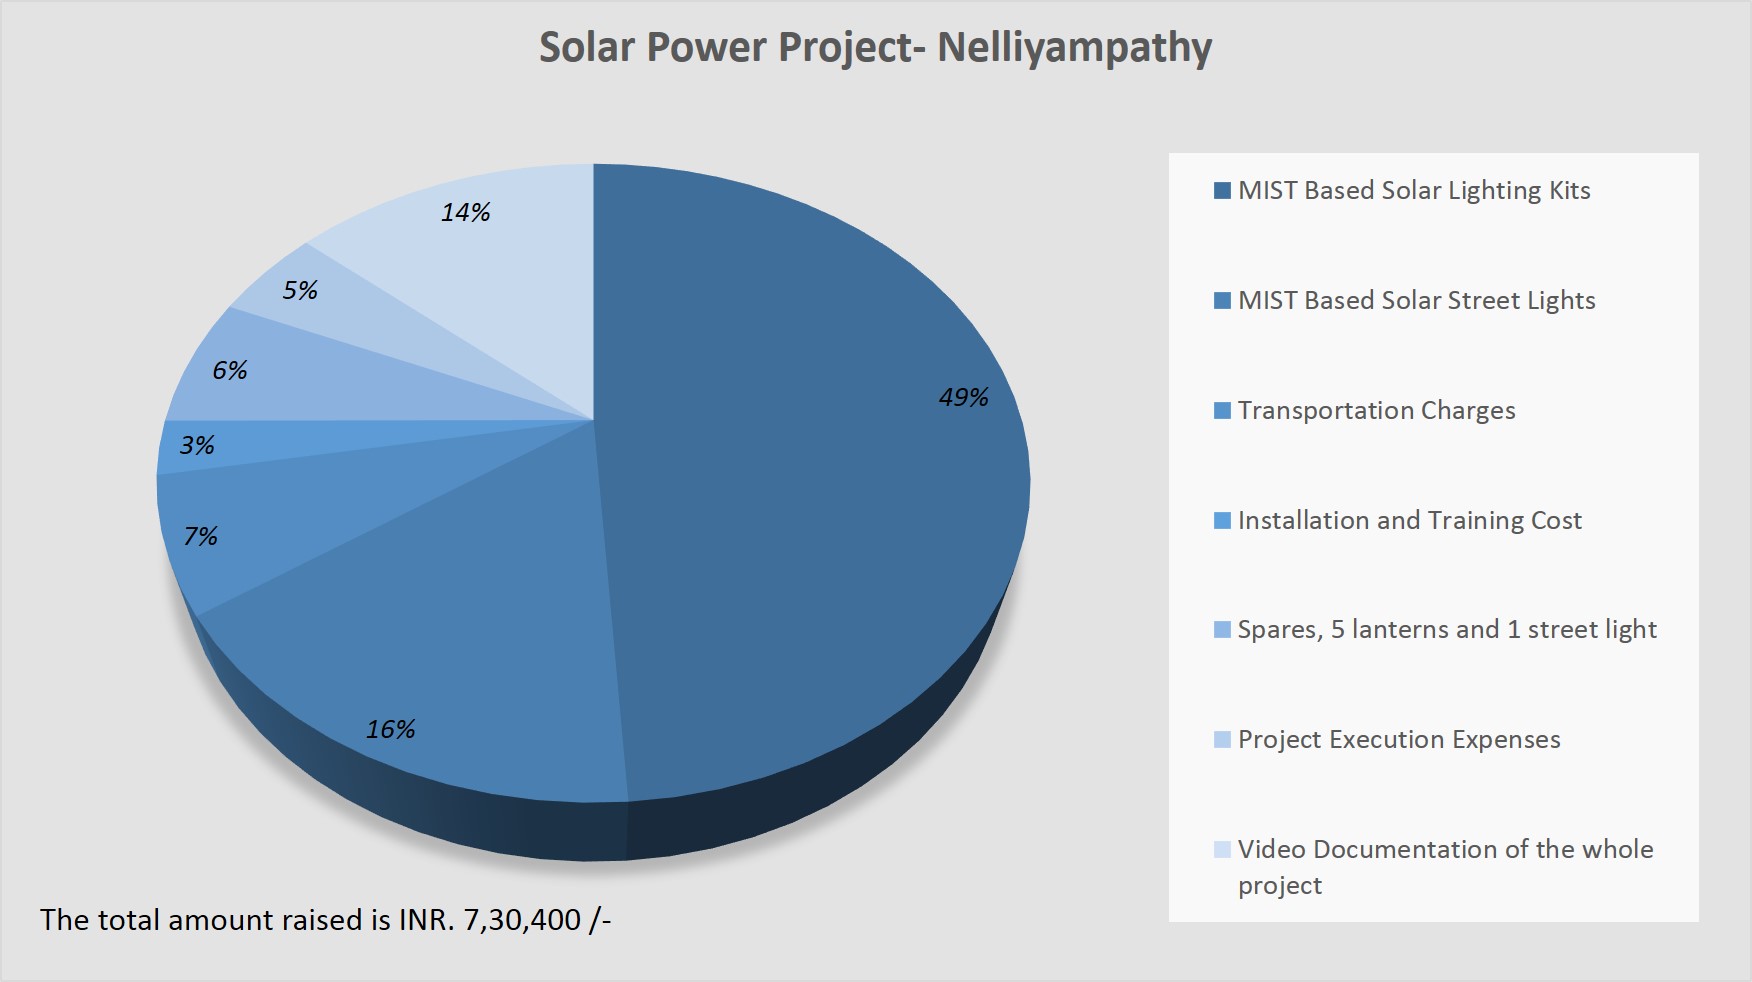 Solar Power Project- Nelliyampathy
14%
5%
6%
49%
3%
7%
16%
MIST Based Solar Lighting Kits
MIST Based Solar Street Lights
Transportation Charges
Installation and Training Cost
Spares, 5 lanterns and 1 street light
Project Execution Expenses
Video Documentation of the whole
project
The total amount raised is INR. 7,30,400 /-